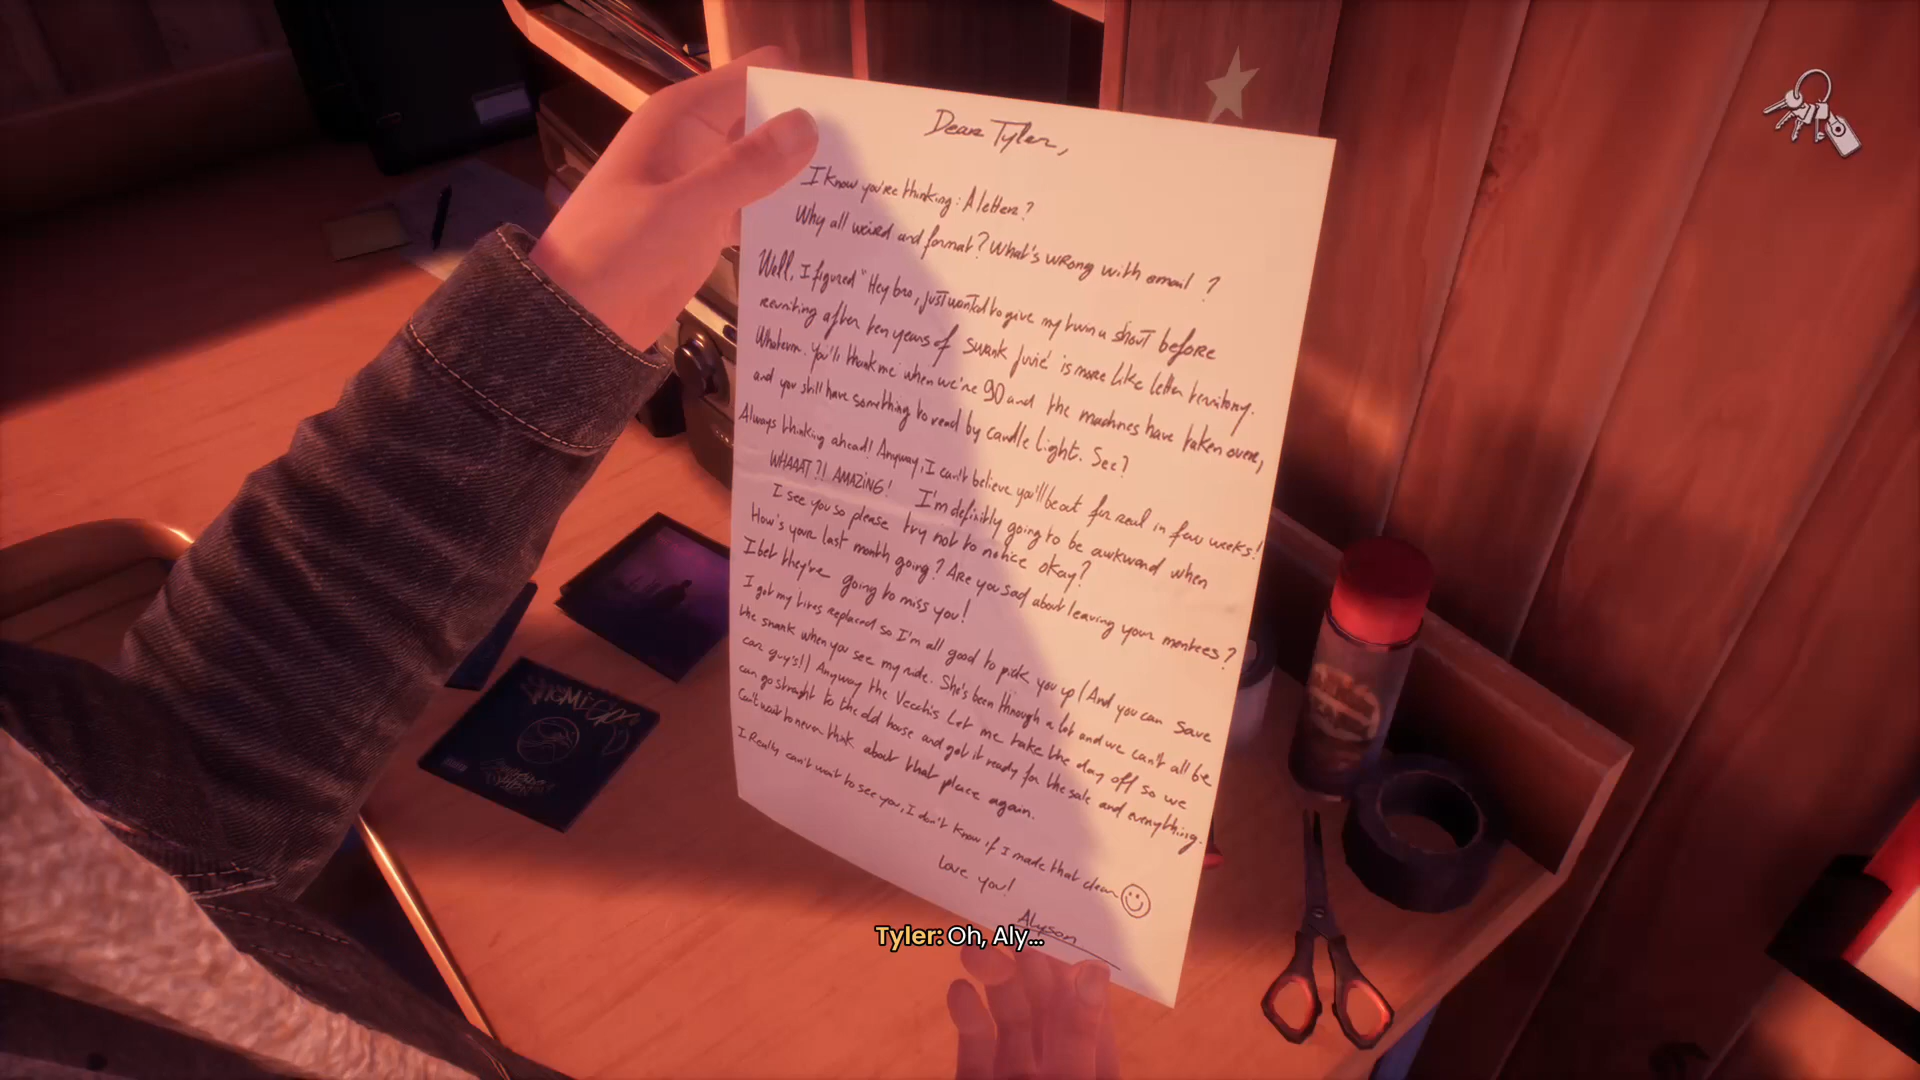 Dear Tyler,
I know you're thinking: A letter?
Why all weird and format? What's wrong with email?
Well, I figured "Hey bro, just wanted to give my twin a shout before
reuniting after ten years of swank juvie' is more like letter territory.
Whatever. You'll thank me when we're 90 and the machines have taken over,
and you still have something to read by candle light. See?
Always thinking ahead! Anyway, I can't believe you'll be out for real in few weeks!
WHAAAT?! AMAZING! I'm definitly going to be awkward when
I see you so please try not to notice okay?
How's your last month going? Are you sad about leaving your mentees?
I bet they're going to miss you!
I got my tires replaced so I'm all good to pick you up (And you can save
the snark when you see my ride. She's been through a lot and we can't all be
car guys!) Anyway the Vecchis let me take the day off so we
can go straight to the old house and get it ready for the sale and everything.
Can't wait to never think about that place again.
I Really can't wait to see you, I don't know if I made that clear
Love you!
Alyson
Tyler: Oh, Aly...